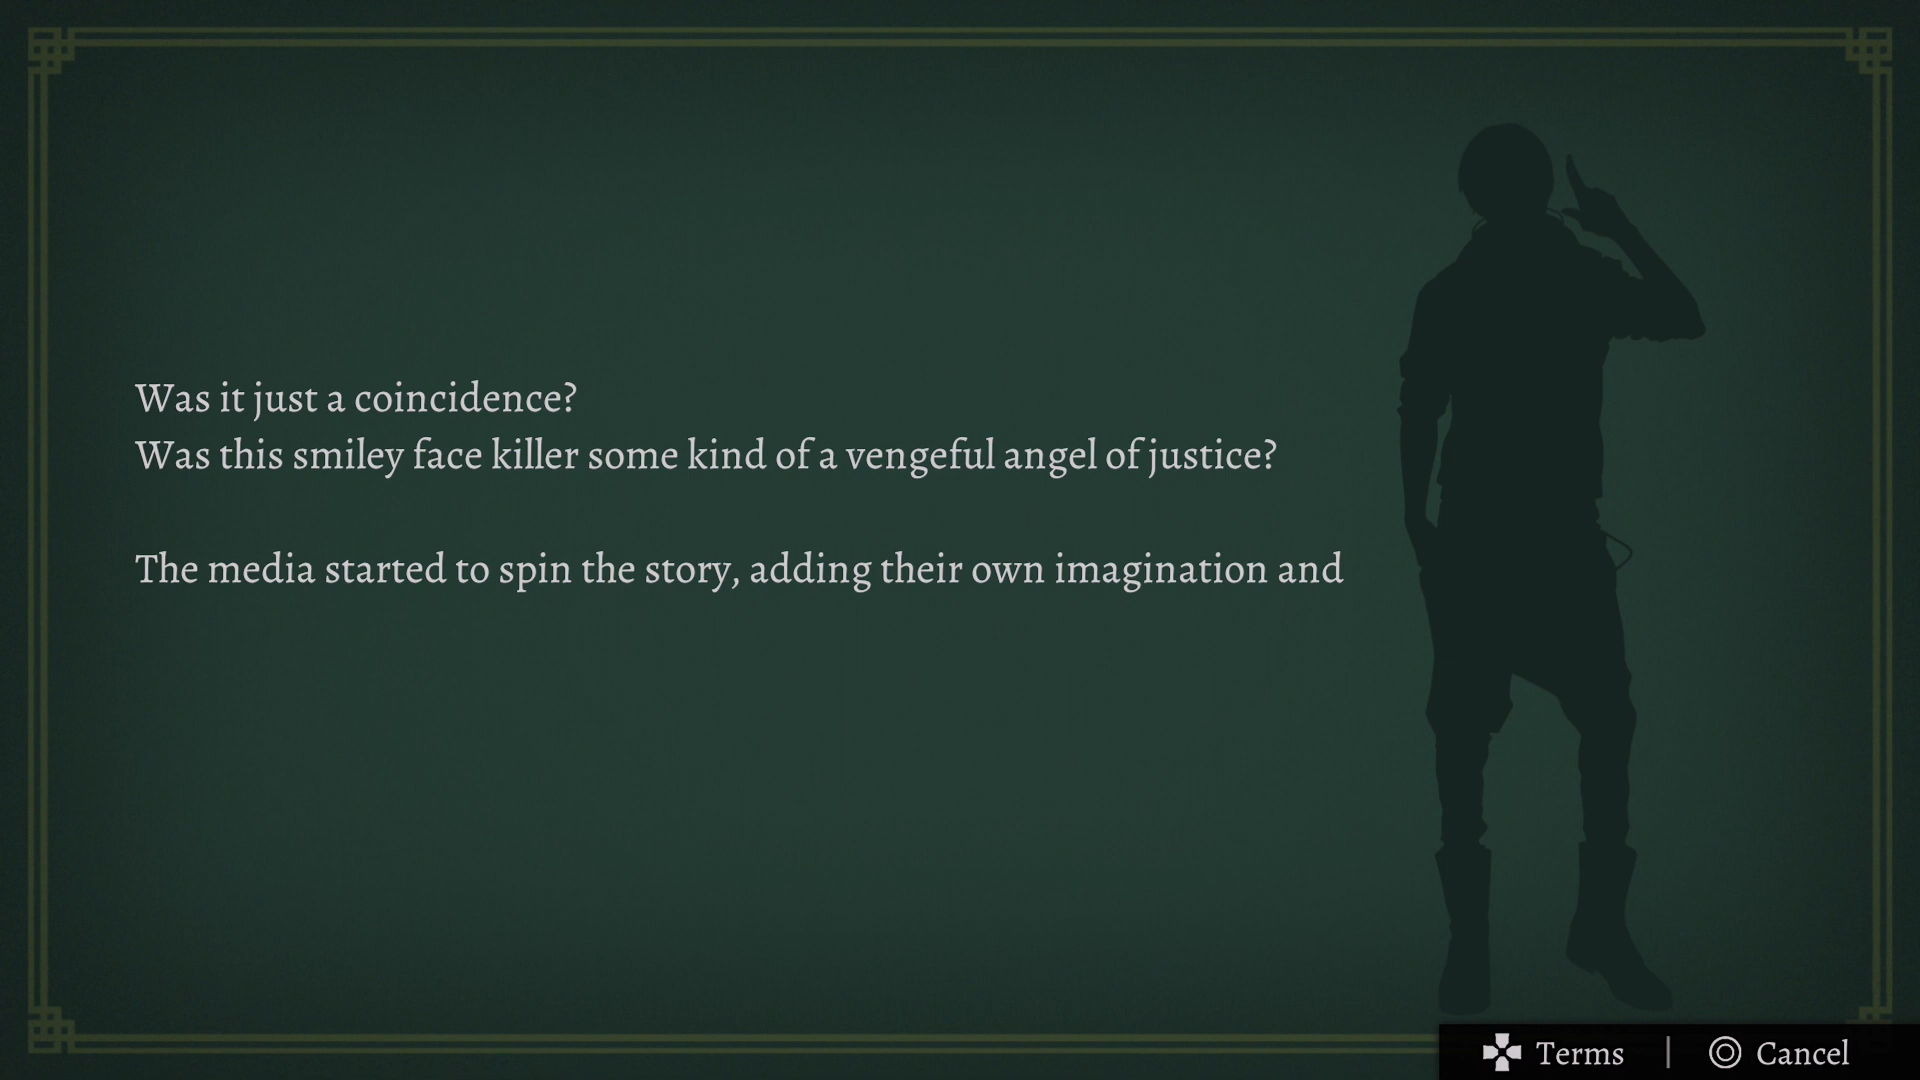 Was it just a coincidence?
Was this smiley face killer some kind of a vengeful angel of justice?
The media started to spin the story, adding their own imagination and
Terms | Cancel